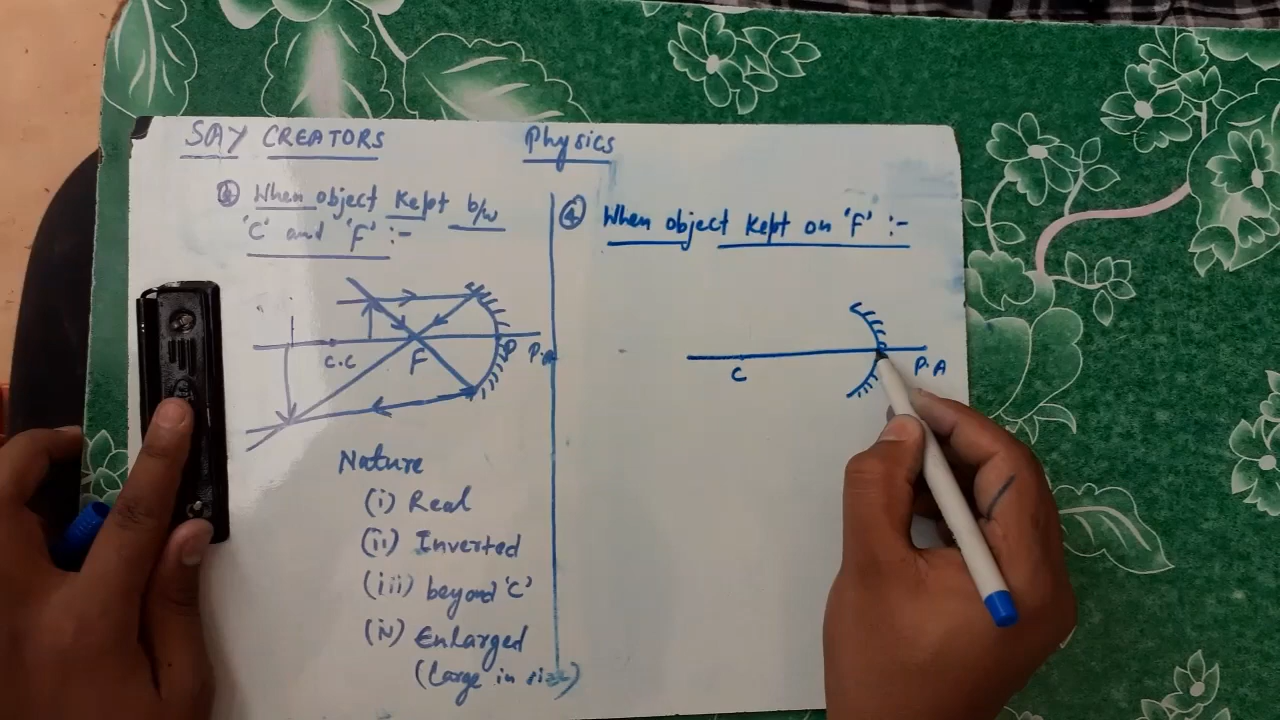 SAY CREATORS
Physics
③ When object kept b/w
'C' and 'F' :-
C.C
F
P
P.A
Nature
(i) Real
(ii) Inverted
(iii) beyond 'C'
(iv) Enlarged
(Large in size)
④ When object kept on 'F' :-
C
P.A